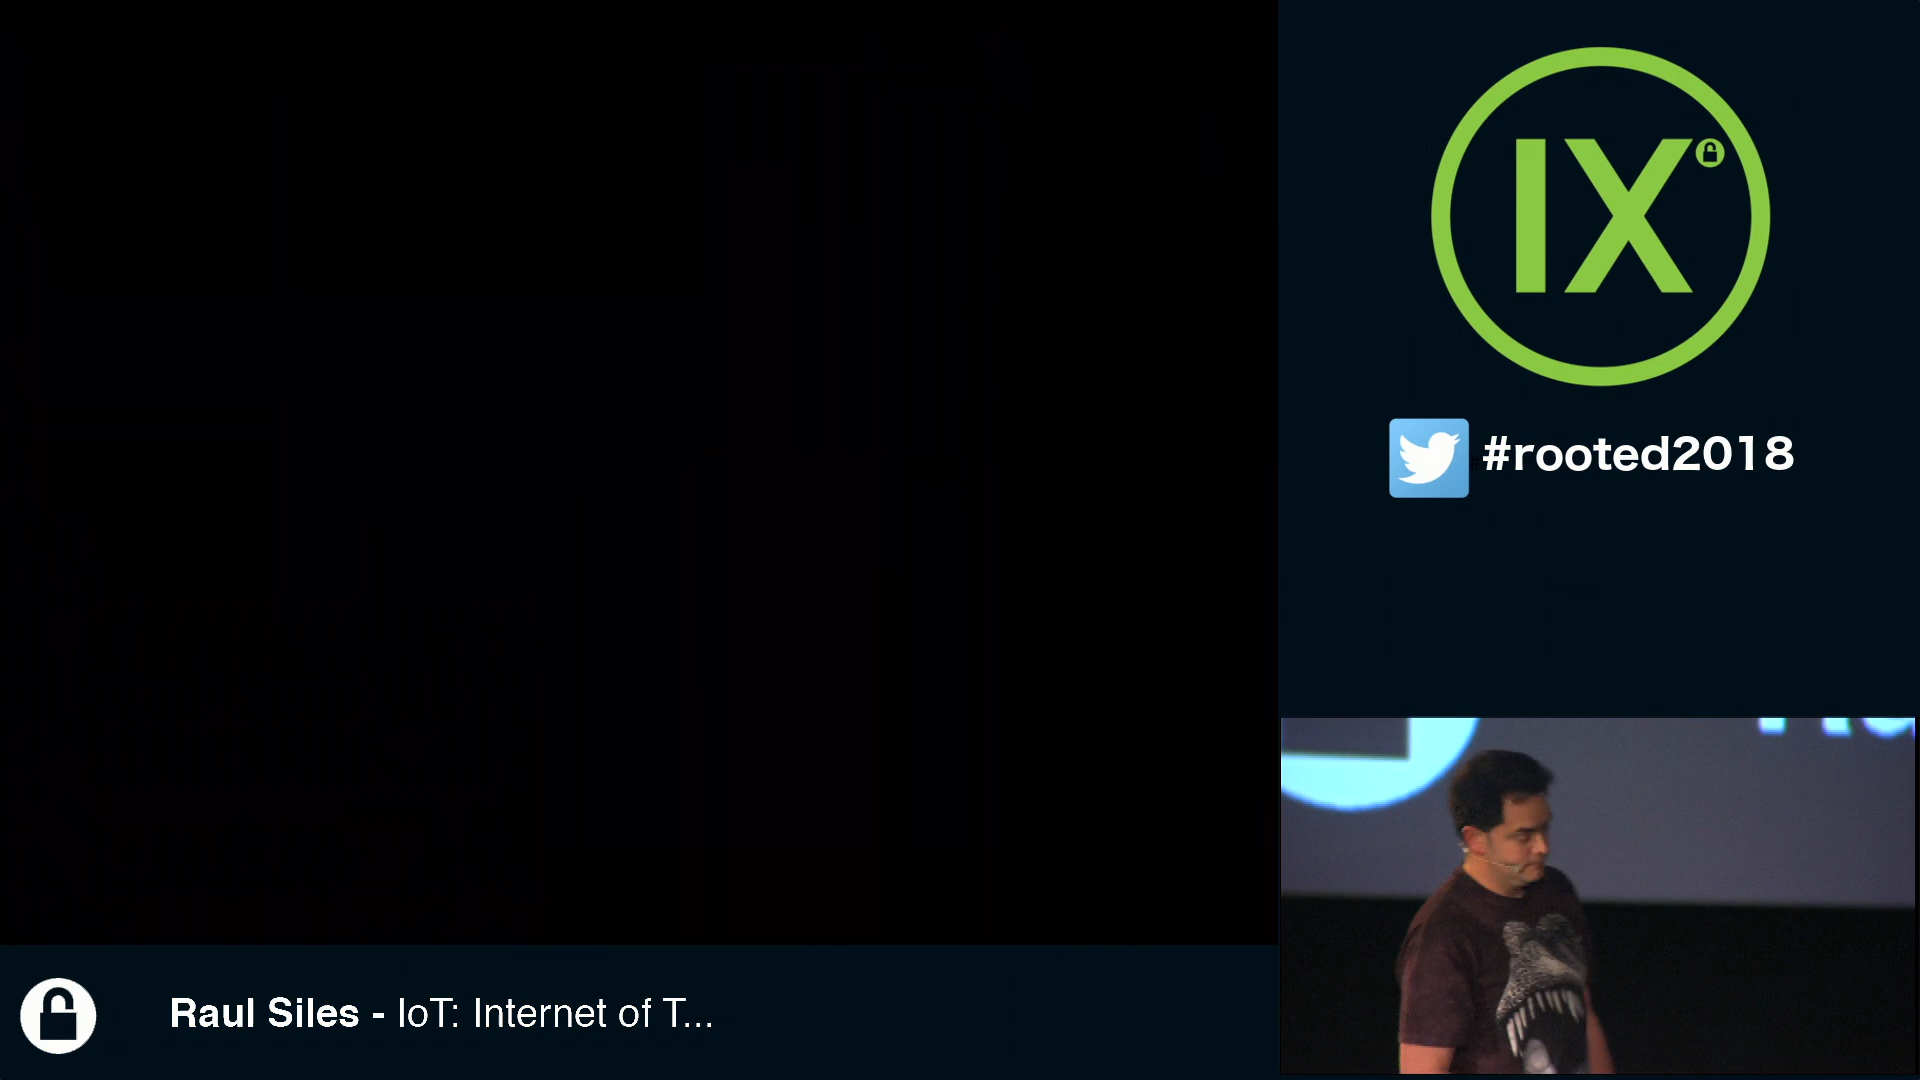 IX
#rooted2018
Raul Siles - IoT: Internet of T...